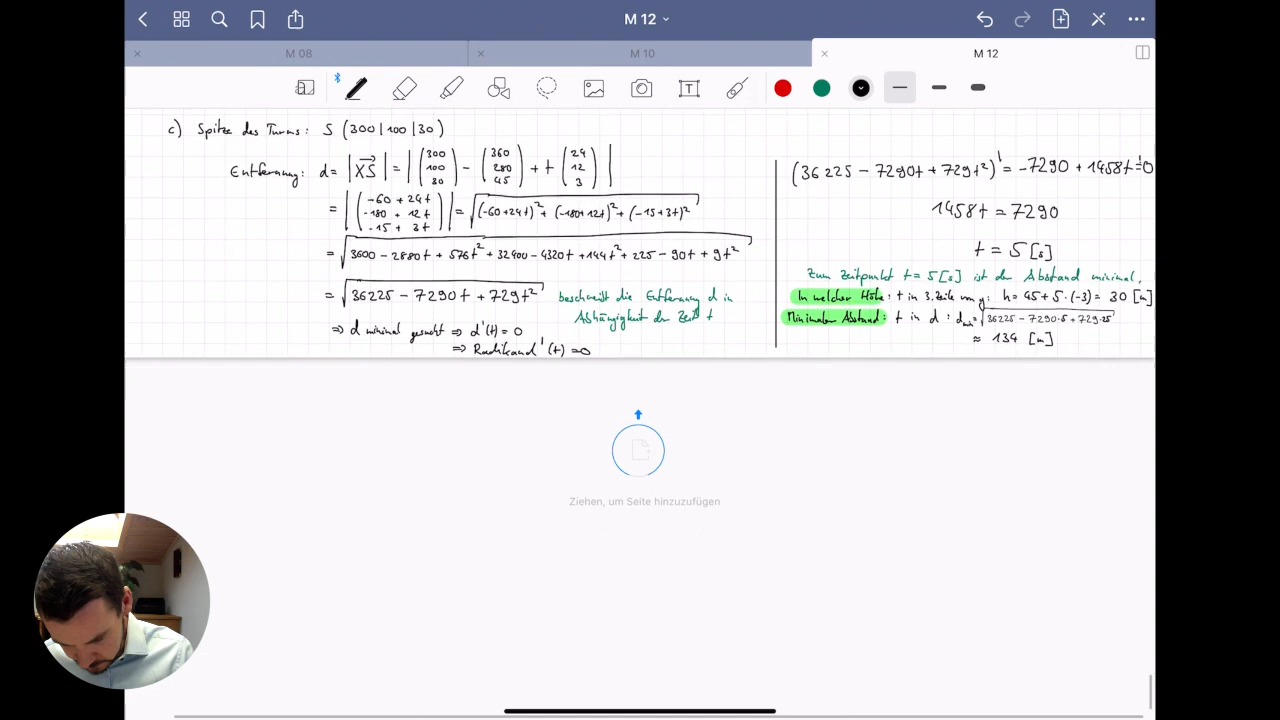 M 12
M 08
M 10
M 12
T
c) Spitze des Turms: S (300|100|30)
Entfernung: d = |XS→| = |(300 100 30) - (360 280 45) + t (24 12 3)|
= |(-60 + 24t -180 + 12t -15 + 3t)| = √((-60+24t)² + (-180+12t)² + (-15+3t)²)
= √(3600 - 2880t + 576t² + 32400 - 4320t + 144t² + 225 - 90t + 9t²)
= √(36225 - 7290t + 729t²) beschreibt die Entfernung d in
Abhängigkeit der Zeit t
⇒ d minimal gesucht ⇒ d'(t) = 0
⇒ Radikand'(t) = 0
(36225 - 7290t + 729t²)' = -7290 + 1458t != 0
1458t = 7290
t = 5 [s]
Zum Zeitpunkt t = 5 [s] ist der Abstand minimal.
In welcher Höhe: t in 3. Zeile von g: h = 45 + 5 · (-3) = 30 [m]
Minimaler Abstand: t in d: dmin = √(36225 - 7290·5 + 729·25)
≈ 134 [m]
Ziehen, um Seite hinzuzufügen